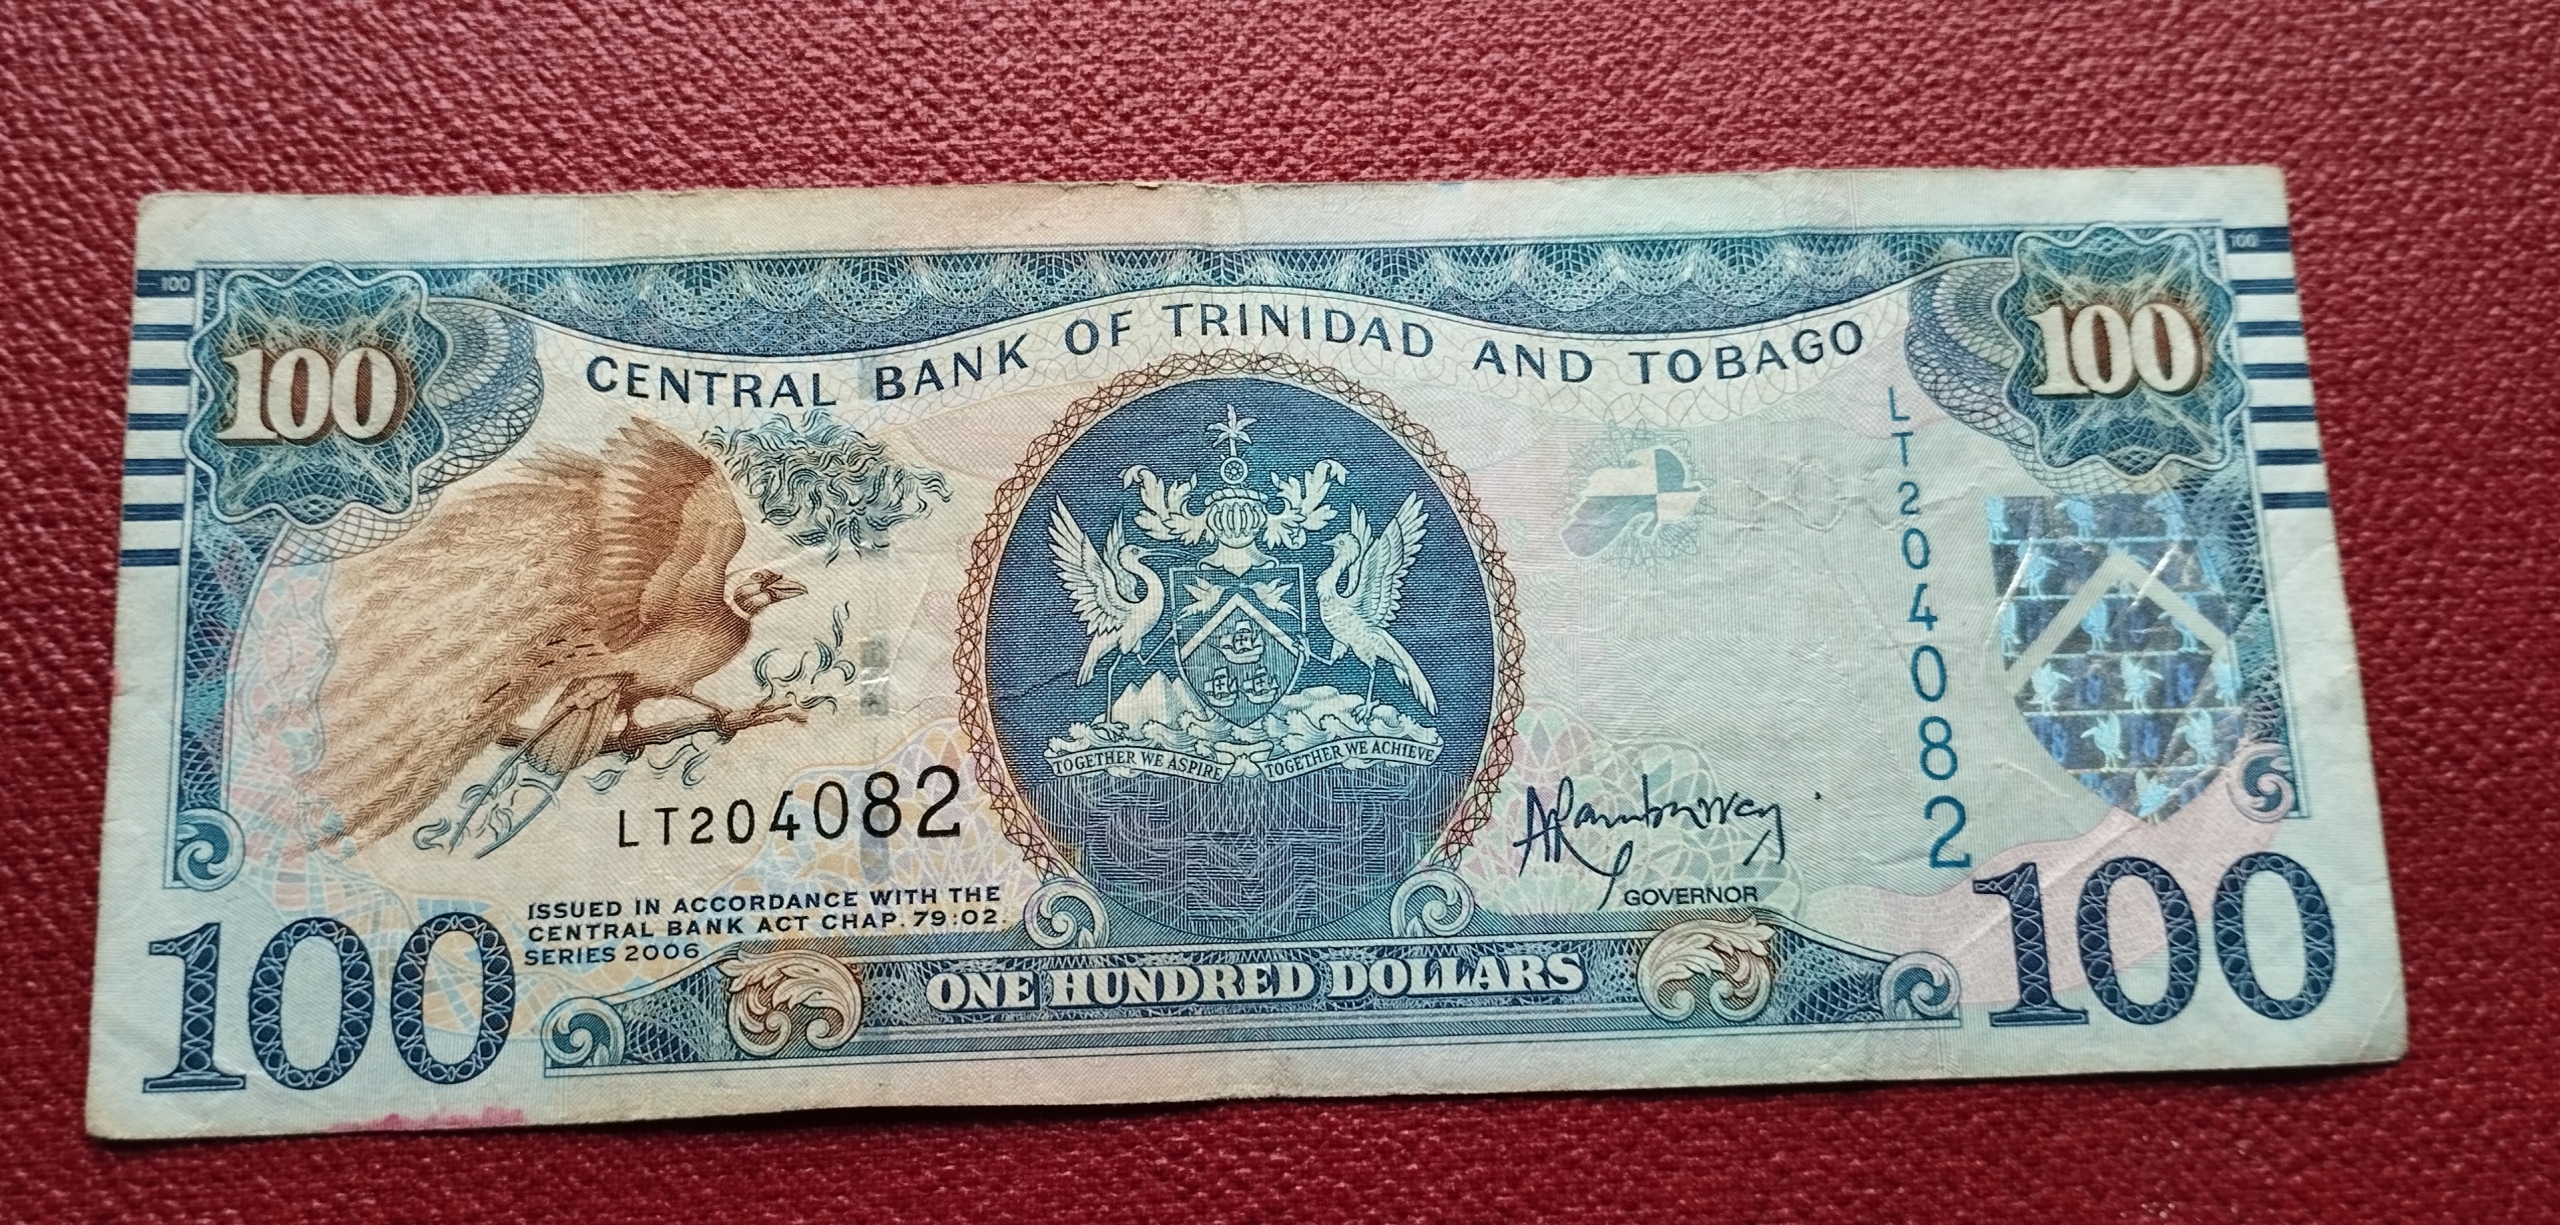 100
100
CENTRAL BANK OF TRINIDAD AND TOBAGO
100
100
LT204082
TOGETHER WE ASPIRE TOGETHER WE ACHIEVE
LT204082
GOVERNOR
ISSUED IN ACCORDANCE WITH THE
CENTRAL BANK ACT CHAP. 79:02.
SERIES 2006
100
ONE HUNDRED DOLLARS
100